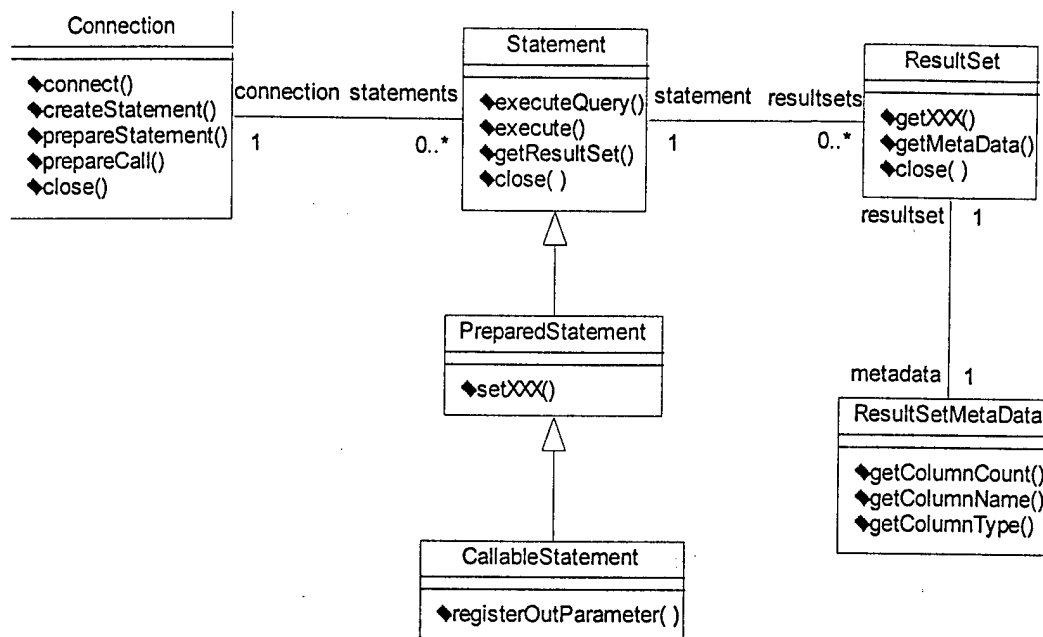 Connection
connect()
createStatement()
prepareStatement()
prepareCall()
close()
connection statements
1 0..*
Statement
executeQuery()
execute()
getResultSet()
close( )
statement resultsets
1 0..*
ResultSet
getXXX()
getMetaData()
close( )
resultset 1
PreparedStatement
setXXX()
metadata 1
ResultSetMetaData
getColumnCount()
getColumnName()
getColumnType()
CallableStatement
registerOutParameter( )